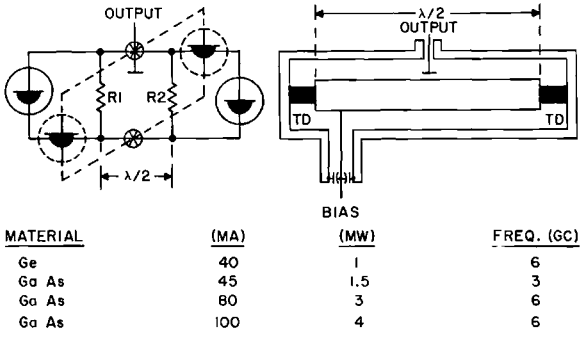 OUTPUT
R1
R2
λ/2
λ/2
OUTPUT
TD
TD
BIAS
MATERIAL (MA) (MW) FREQ. (GC)
Ge 40 1 6
Ga As 45 1.5 3
Ga As 80 3 6
Ga As 100 4 6